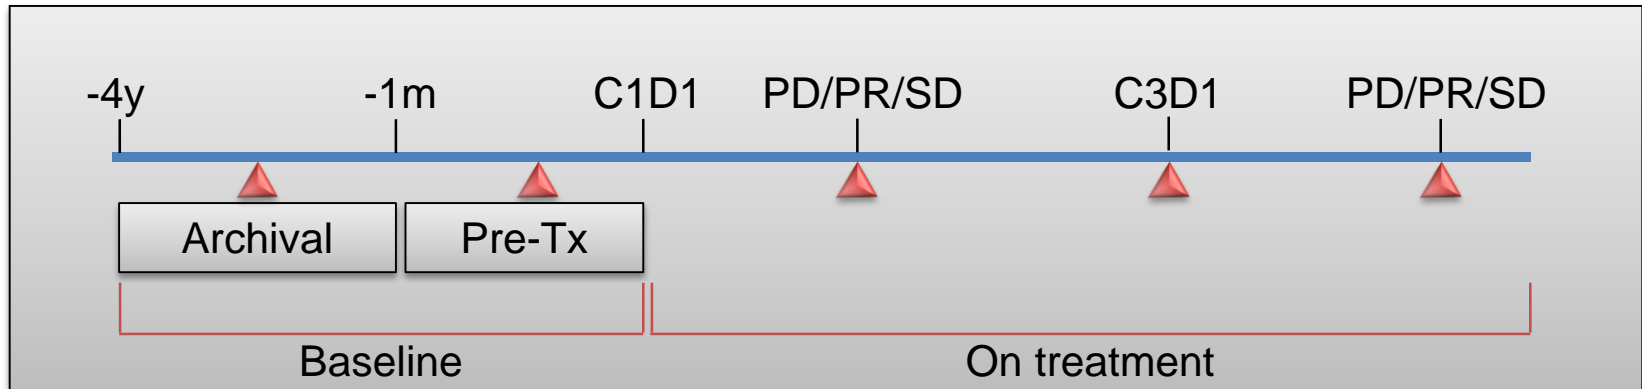 -4y -1m C1D1 PD/PR/SD C3D1 PD/PR/SD
Archival Pre-Tx
Baseline On treatment